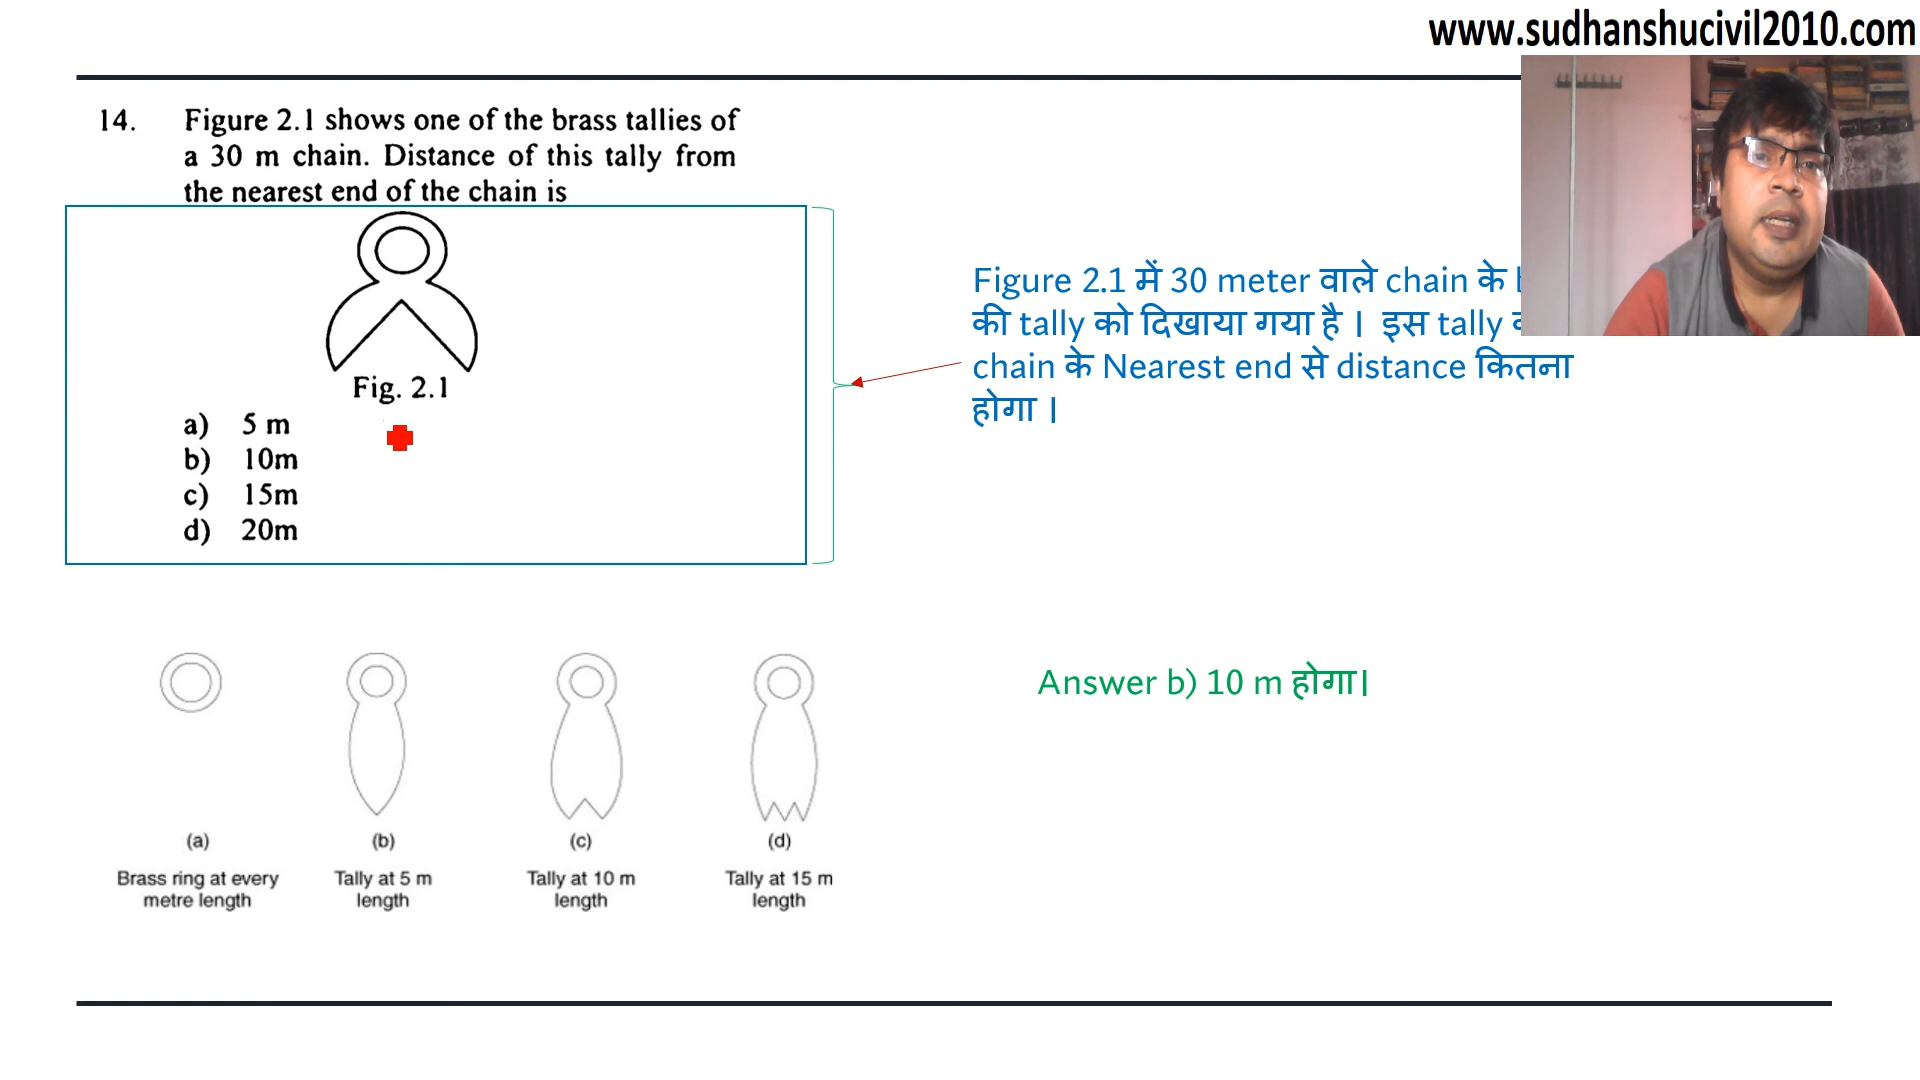 www.sudhanshucivil2010.com
14. Figure 2.1 shows one of the brass tallies of
a 30 m chain. Distance of this tally from
the nearest end of the chain is
Fig. 2.1
a) 5 m
b) 10m
c) 15m
d) 20m
Figure 2.1 में 30 meter वाले chain के
की tally को दिखाया गया है । इस tally
chain के Nearest end से distance कितना
होगा ।
Answer b) 10 m होगा।
(a) (b) (c) (d)
Brass ring at every Tally at 5 m Tally at 10 m Tally at 15 m
metre length length length length